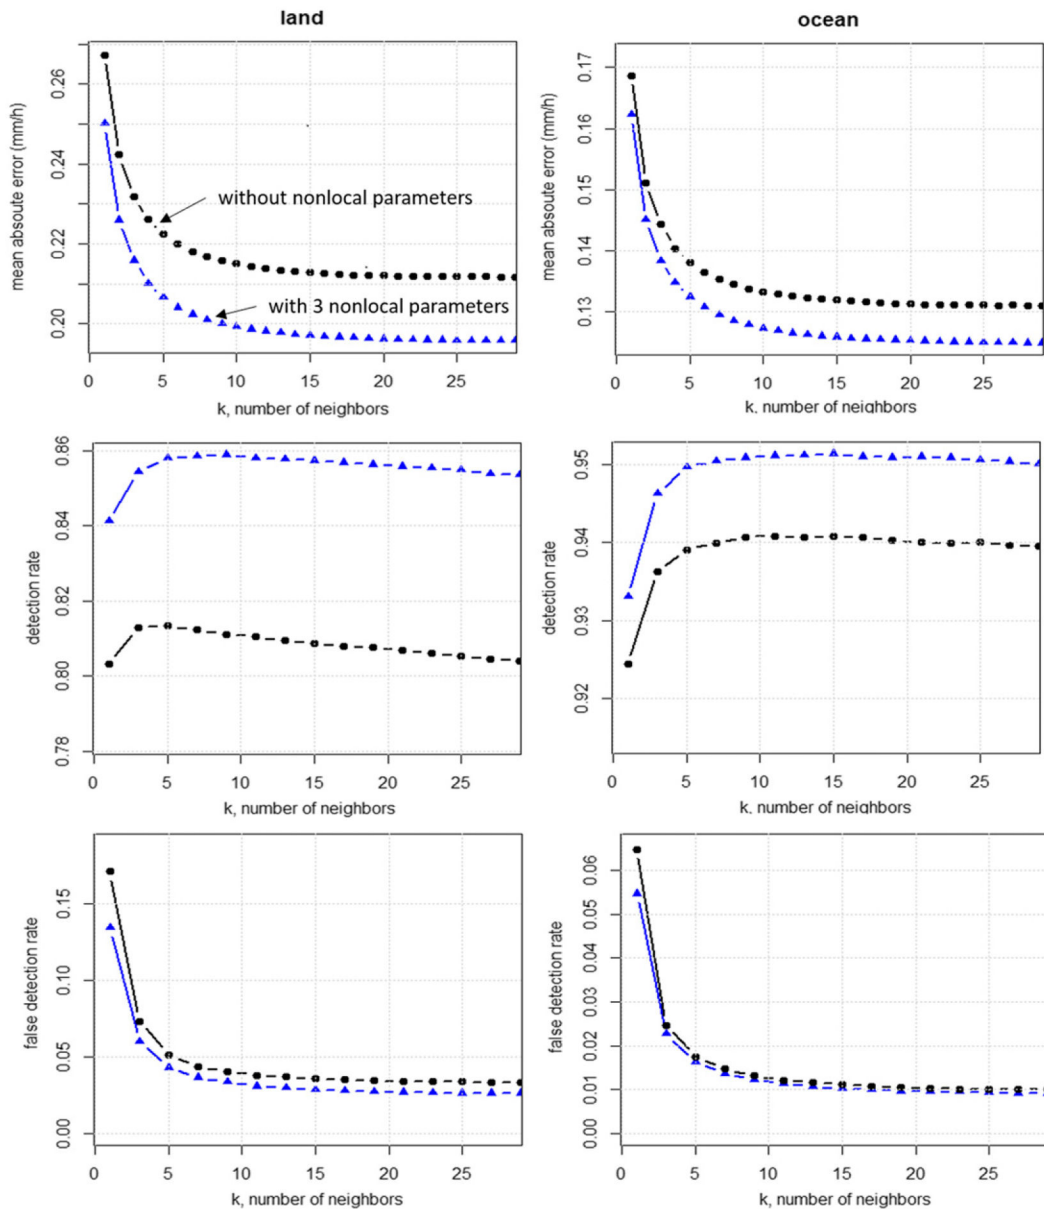 land
ocean
mean absoute error (mm/h)
0.20 0.22 0.24 0.26
without nonlocal parameters
with 3 nonlocal parameters
0 5 10 15 20 25
k, number of neighbors
mean absoute error (mm/h)
0.13 0.14 0.15 0.16 0.17
0 5 10 15 20 25
k. number of neighbors
detection rate
0.78 0.80 0.82 0.84 0.86
0 5 10 15 20 25
k, number of neighbors
detection rate
0.92 0.93 0.94 0.95
0 5 10 15 20 25
k, number of neighbors
false detection rate
0.00 0.05 0.10 0.15
0 5 10 15 20 25
k, number of neighbors
false detection rate
0.00 0.01 0.02 0.03 0.04 0.05 0.06
0 5 10 15 20 25
k, number of neighbors